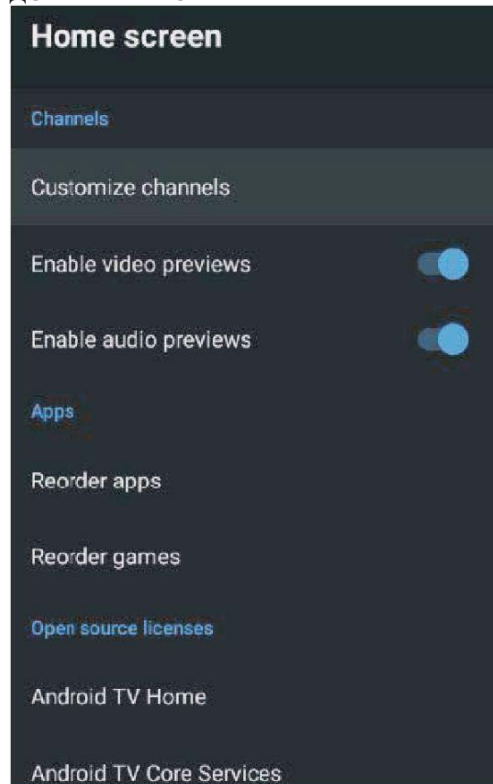 Home screen
Channels
Customize channels
Enable video previews
Enable audio previews
Apps
Reorder apps
Reorder games
Open source licenses
Android TV Home
Android TV Core Services